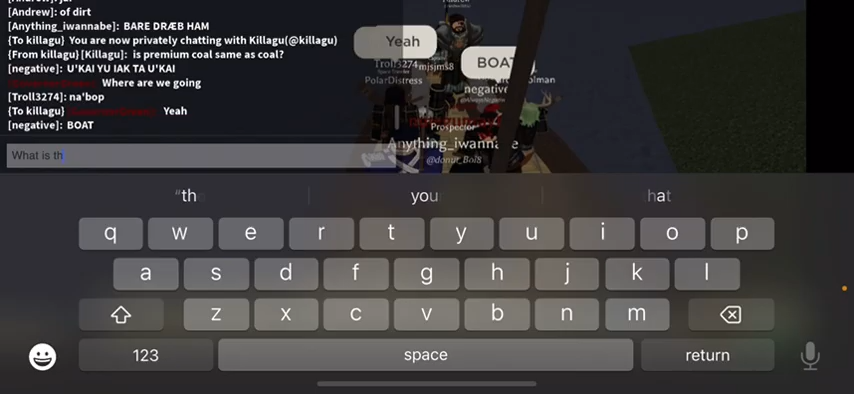 [Andrew]: of dirt
[Anything_iwannabe]: BARE DRÆB HAM
{To killagu} You are now privately chatting with Killagu(@killagu)
{From killagu}[Killagu]: is premium coal same as coal?
[negative]: U'KAI YU IAK TA U'KAI
Where are we going
[Troll3274]: na'bop
{To killagu} Yeah
[negative]: BOAT
What is th
Yeah
BOAT
Troll3274
mjsjms8
PolarDistress
negative
Prospector
Anything_iwannabe
@donut_Boi8
"th
you
hat
q w e r t y u i o p
a s d f g h j k l
z x c v b n m
123 space return